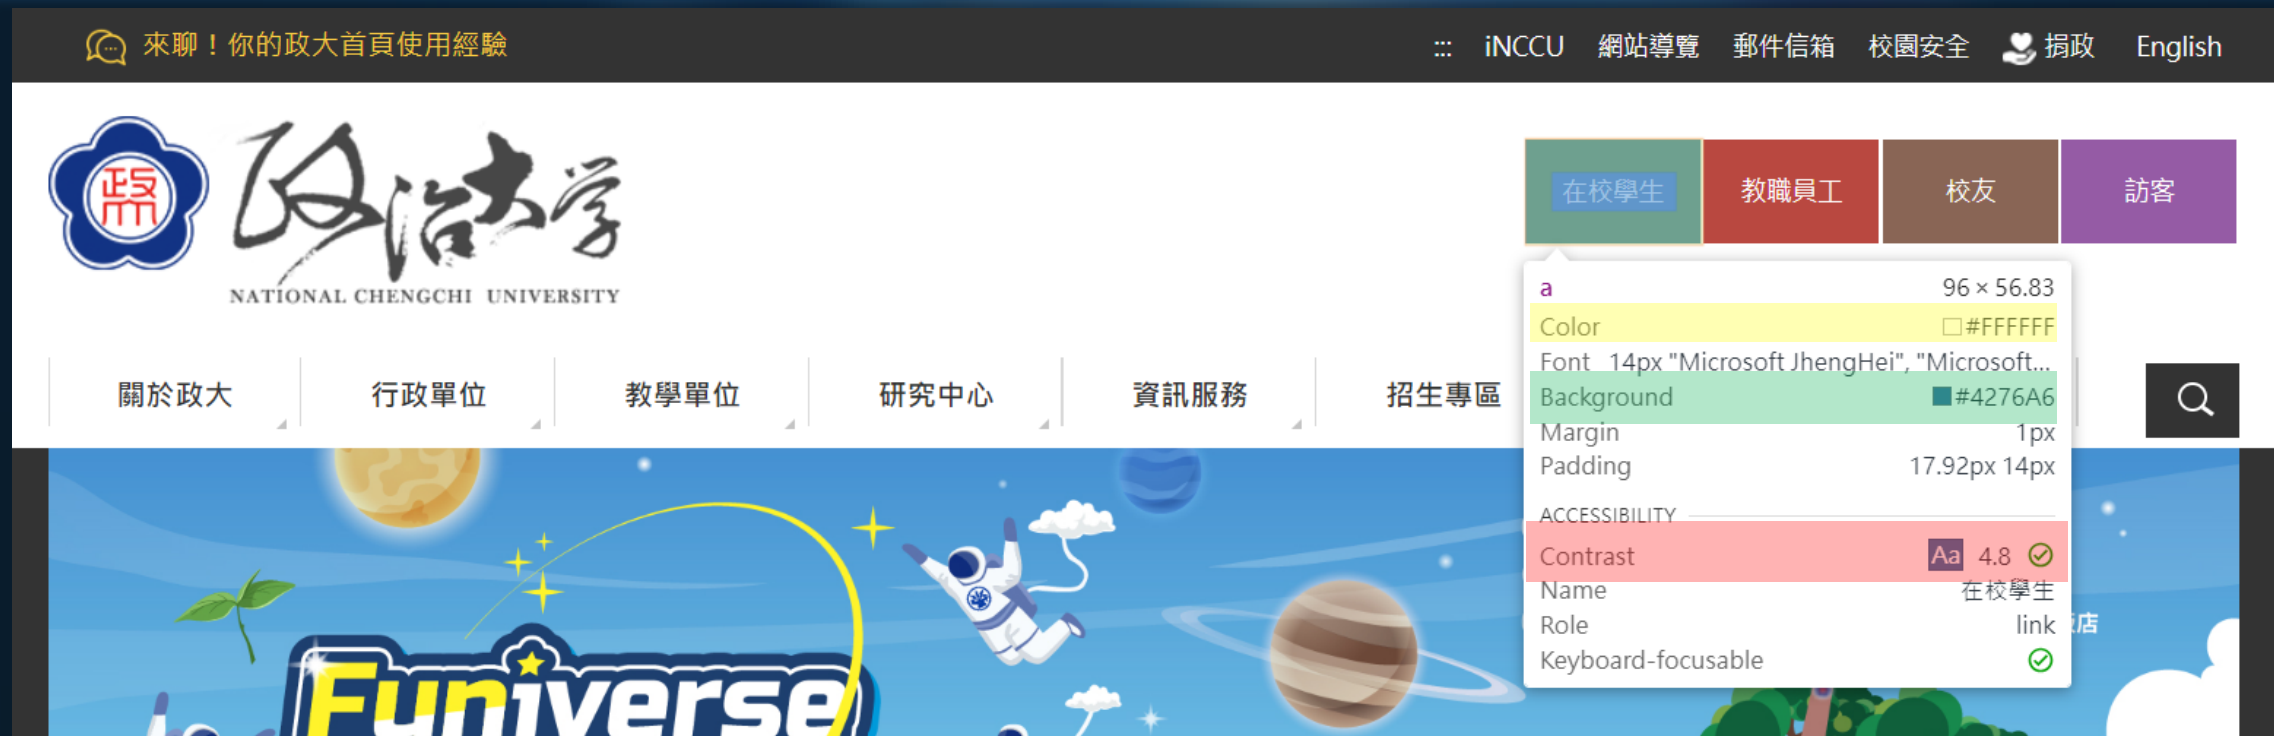 來聊！你的政大首頁使用經驗
::: iNCCU 網站導覽 郵件信箱 校園安全 捐政 English
政
政治大学
NATIONAL CHENGCHI UNIVERSITY
在校學生 教職員工 校友 訪客
a 96 × 56.83
Color #FFFFFF
Font 14px "Microsoft JhengHei", "Microsoft...
Background #4276A6
Margin 1px
Padding 17.92px 14px
ACCESSIBILITY
Contrast Aa 4.8
Name 在校學生
Role link
Keyboard-focusable
關於政大 行政單位 教學單位 研究中心 資訊服務 招生專區
店
Funiverse